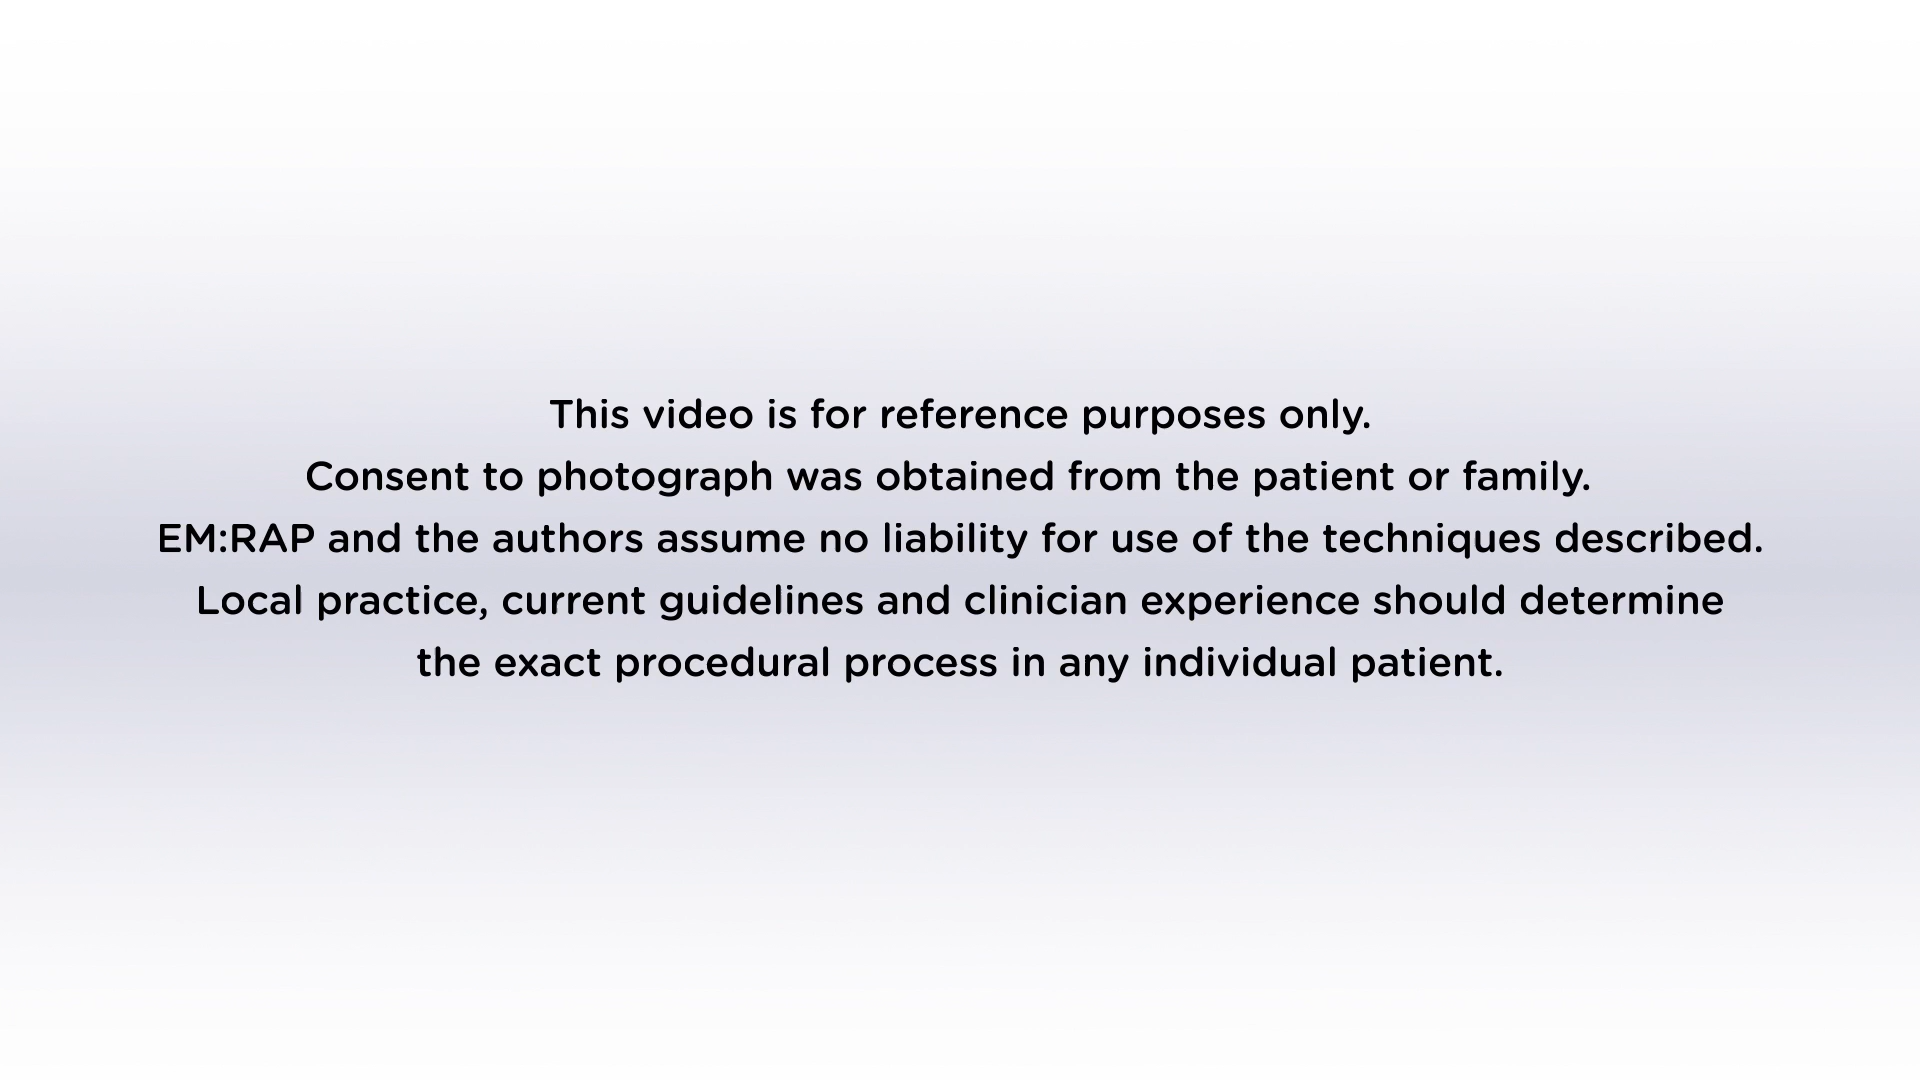 This video is for reference purposes only.
Consent to photograph was obtained from the patient or family.
EM:RAP and the authors assume no liability for use of the techniques described.
Local practice, current guidelines and clinician experience should determine
the exact procedural process in any individual patient.